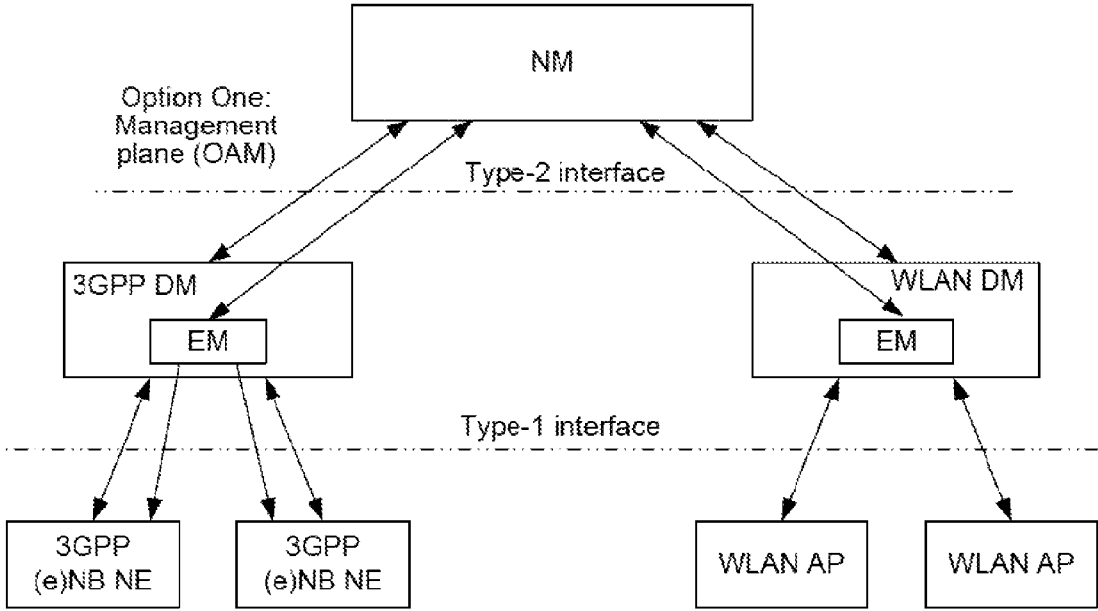 NM
Option One:
Management
plane (OAM)
Type-2 interface
3GPP DM
WLAN DM
EM
EM
Type-1 interface
3GPP
(e)NB NE
3GPP
(e)NB NE
WLAN AP
WLAN AP